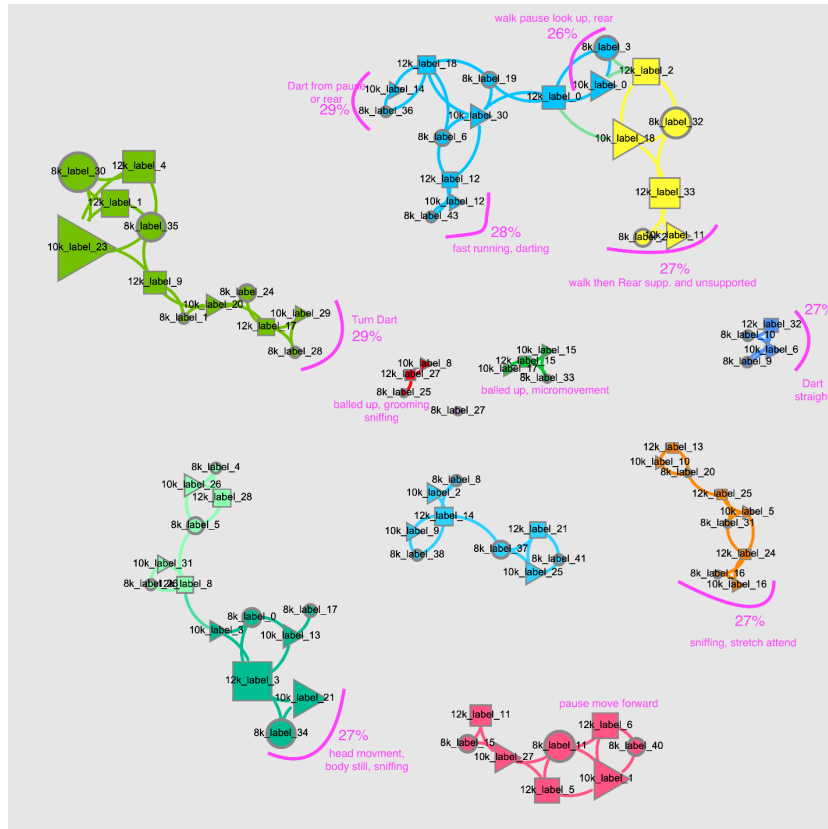 walk pause look up, rear
26%
8k_label_3
12k_label_18
12k_label_2
8k_label_19
Dart from pause
or rear
29%
10k_label_14
10k_label_0
12k_label_0
8k_label_36
10k_label_30
8k_label_32
8k_label_6
10k_label_18
12k_label_4
8k_label_30
12k_label_12
12k_label_33
12k_label_1
10k_label_12
8k_label_43
8k_label_35
28%
10k_label_11
10k_label_23
fast running, darting
27%
walk then Rear supp. and unsupported
12k_label_9
8k_label_24
10k_label_20
10k_label_29
8k_label_1
12k_label_17
Turn Dart
29%
8k_label_28
27%
12k_label_32
8k_label_10
10k_label_6
8k_label_9
10k_label_15
12k_label_15
10k_label_17
8k_label_33
balled up, micromovement
10k_label_8
12k_label_27
8k_label_25
balled up, grooming
sniffing
8k_label_27
Dart
straigh
12k_label_13
10k_label_10
8k_label_20
8k_label_4
10k_label_26
12k_label_28
8k_label_8
10k_label_2
12k_label_25
12k_label_14
10k_label_5
8k_label_5
8k_label_31
10k_label_9
12k_label_21
8k_label_37
8k_label_38
8k_label_41
12k_label_24
10k_label_31
10k_label_25
8k_label_16
12k_label_8
10k_label_16
8k_label_17
8k_label_0
27%
10k_label_3
10k_label_13
sniffing, stretch attend
12k_label_3
10k_label_21
pause move forward
8k_label_34
27%
12k_label_11
12k_label_6
head movment,
body still, sniffing
8k_label_15
8k_label_11
8k_label_40
10k_label_27
10k_label_1
12k_label_5